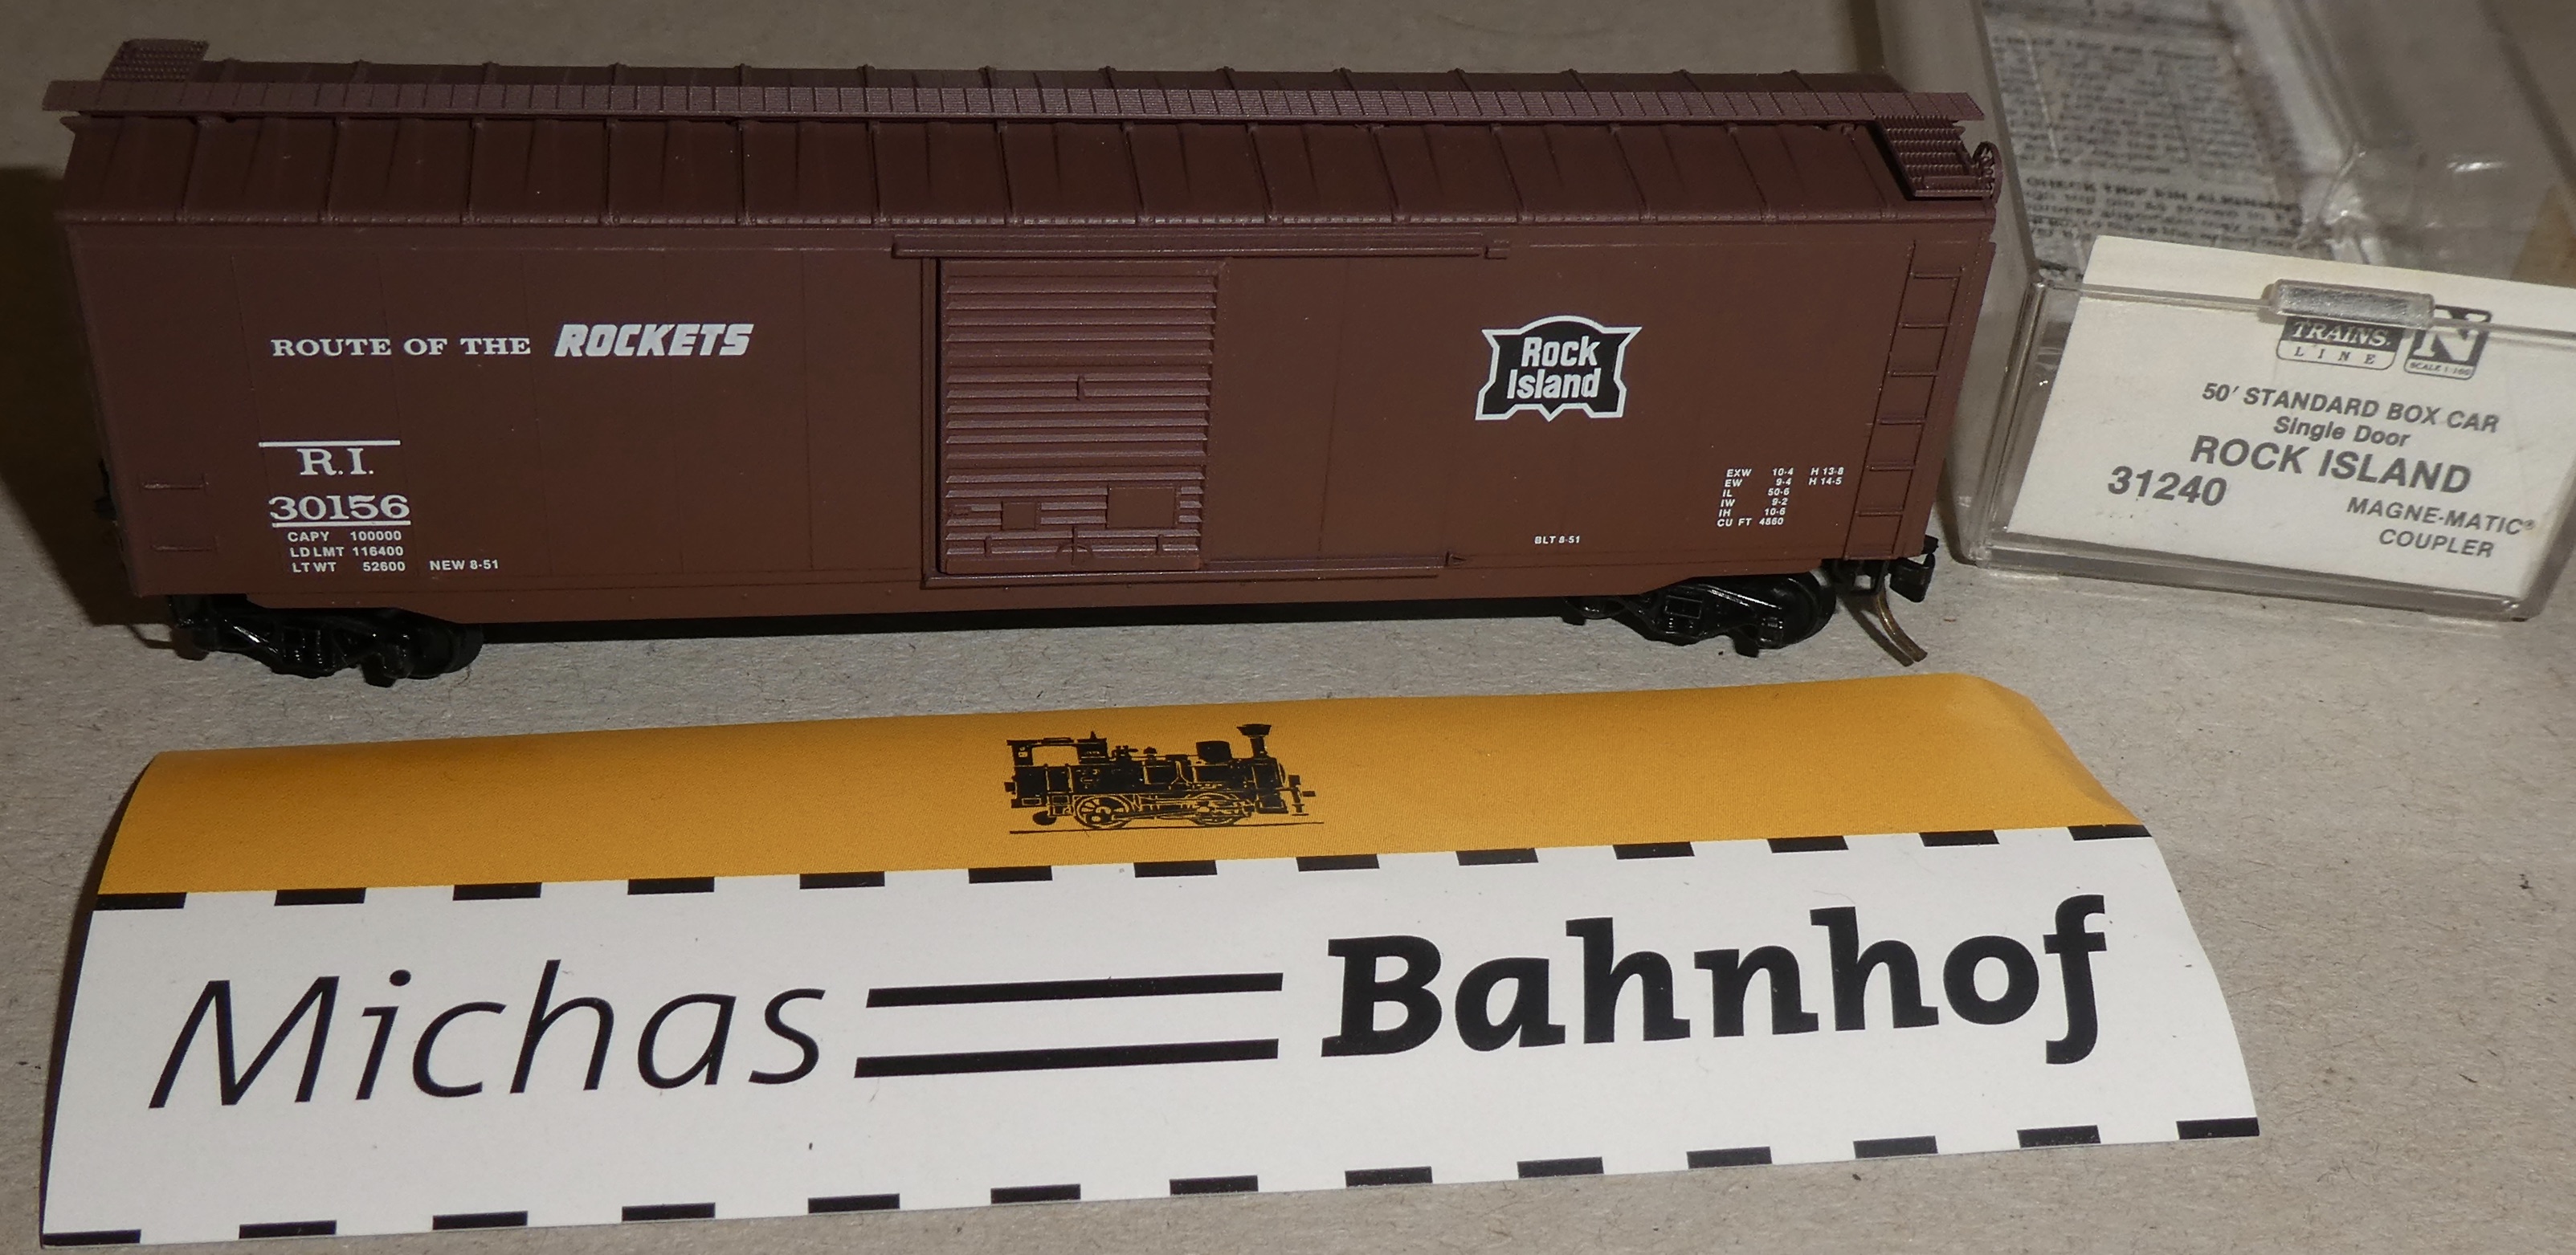 ROUTE OF THE ROCKETS
R.I.
30156
CAPY 100000
LD LMT 116400
LT WT 52600 NEW 8-51
Rock
Island
BLT 8-51
EXW 10-4 H 13-8
EW 9-4 H 14-5
IL 50-6
IW 9-2
IH 10-6
CU FT 4860
TRAINS.
LINE
N
SCALE 1:160
50' STANDARD BOX CAR
Single Door
ROCK ISLAND
31240
MAGNE-MATIC®
COUPLER
Michas Bahnhof